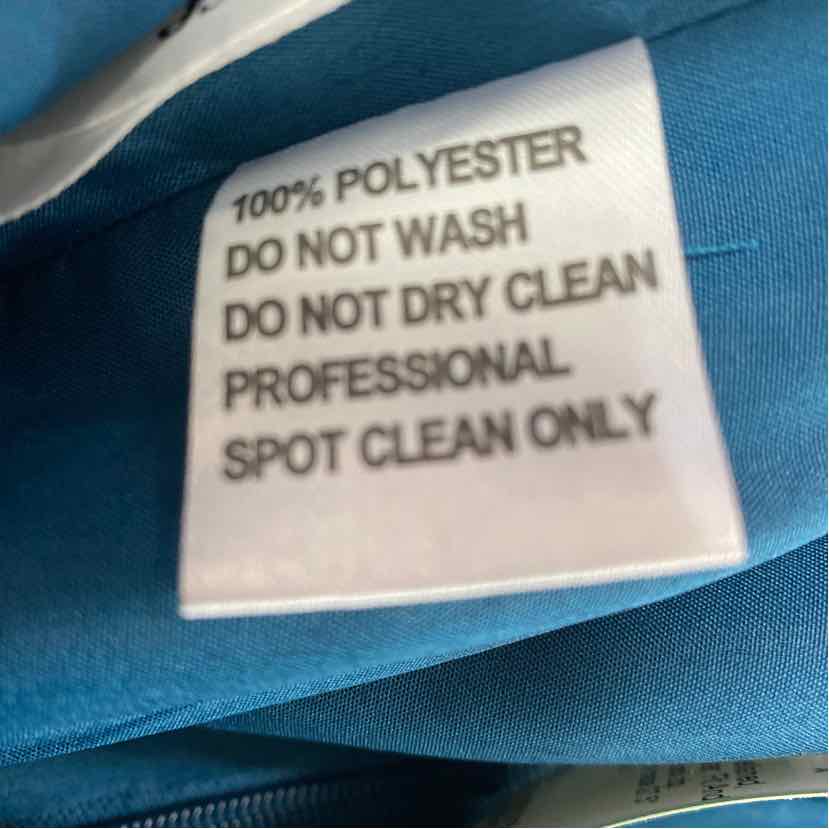 100% POLYESTER
DO NOT WASH
DO NOT DRY CLEAN
PROFESSIONAL
SPOT CLEAN ONLY